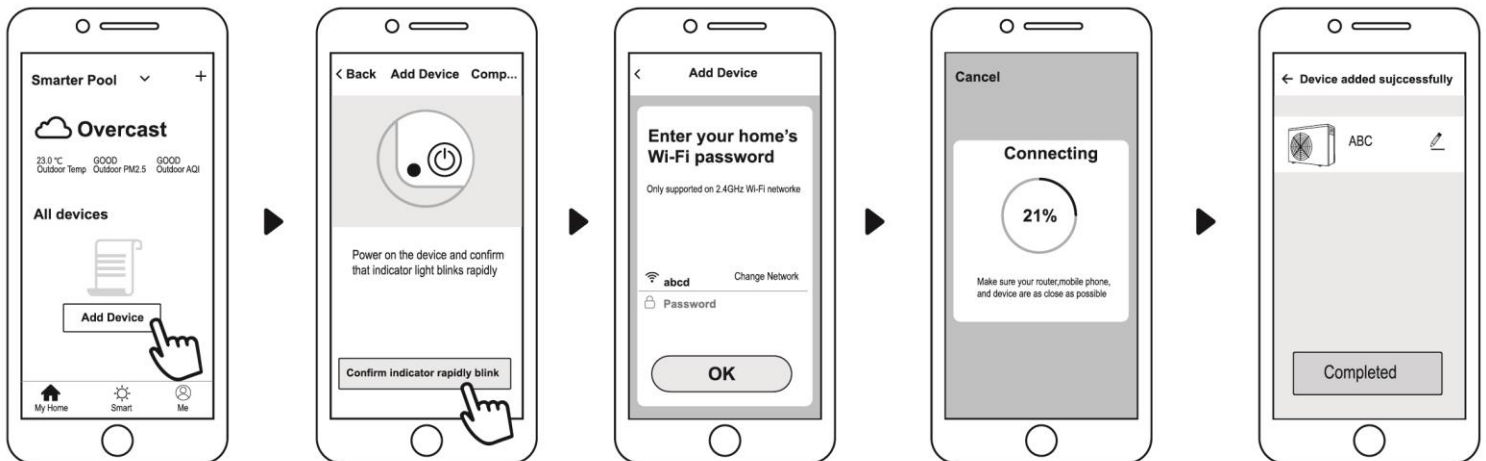 Smarter Pool +
Overcast
23.0 °C GOOD GOOD
Outdoor Temp Outdoor PM2.5 Outdoor AQI
All devices
Add Device
My Home Smart Me
< Back Add Device Comp...
Power on the device and confirm
that indicator light blinks rapidly
Confirm indicator rapidly blink
< Add Device
Enter your home's
Wi-Fi password
Only supported on 2.4GHz Wi-Fi networke
abcd Change Network
Password
OK
Cancel
Connecting
21%
Make sure your router,mobile phone,
and device are as close as possible
← Device added sujccessfully
ABC
Completed